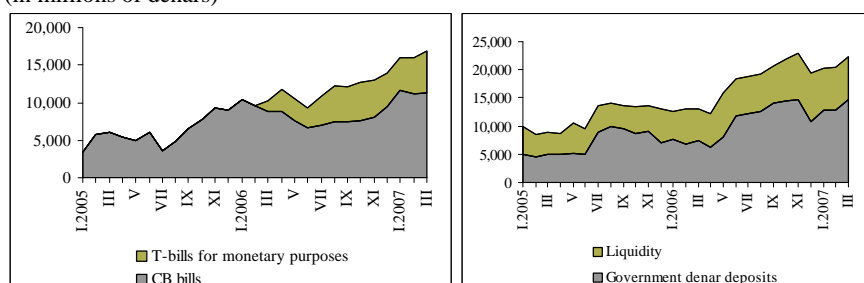 (in millions of denars)
20,000
15,000
10,000
5,000
0
I.2005
III
V
VII
IX
XI
I.2006
III
V
VII
IX
XI
I.2007
III
T-bills for monetary purposes
CB bills
25,000
20,000
15,000
10,000
5,000
0
I.2005
III
V
VII
IX
XI
I.2006
III
V
VII
IX
XI
I.2007
III
Liquidity
Government denar deposits